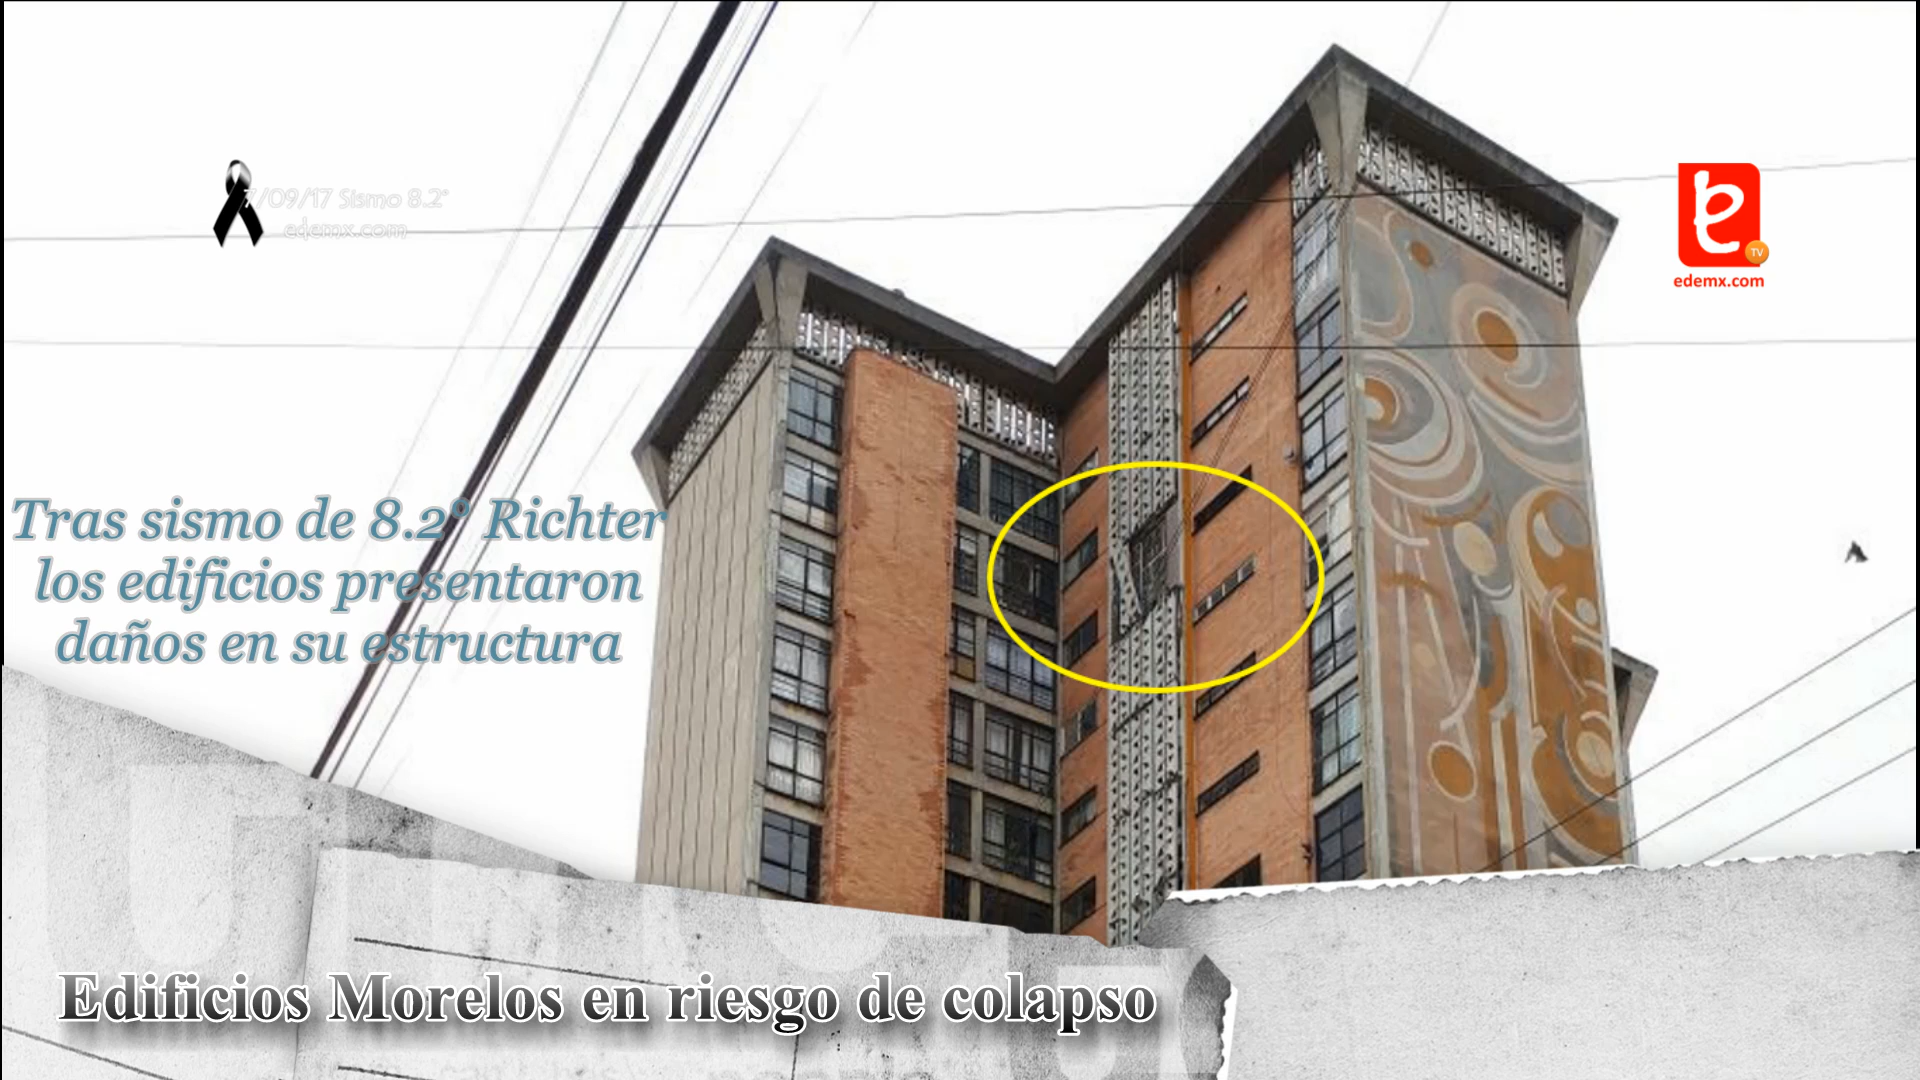 7/09/17 Sismo 8.2°
edemx.com
e
TV
edemx.com
Tras sismo de 8.2° Richter
los edificios presentaron
daños en su estructura
Edificios Morelos en riesgo de colapso